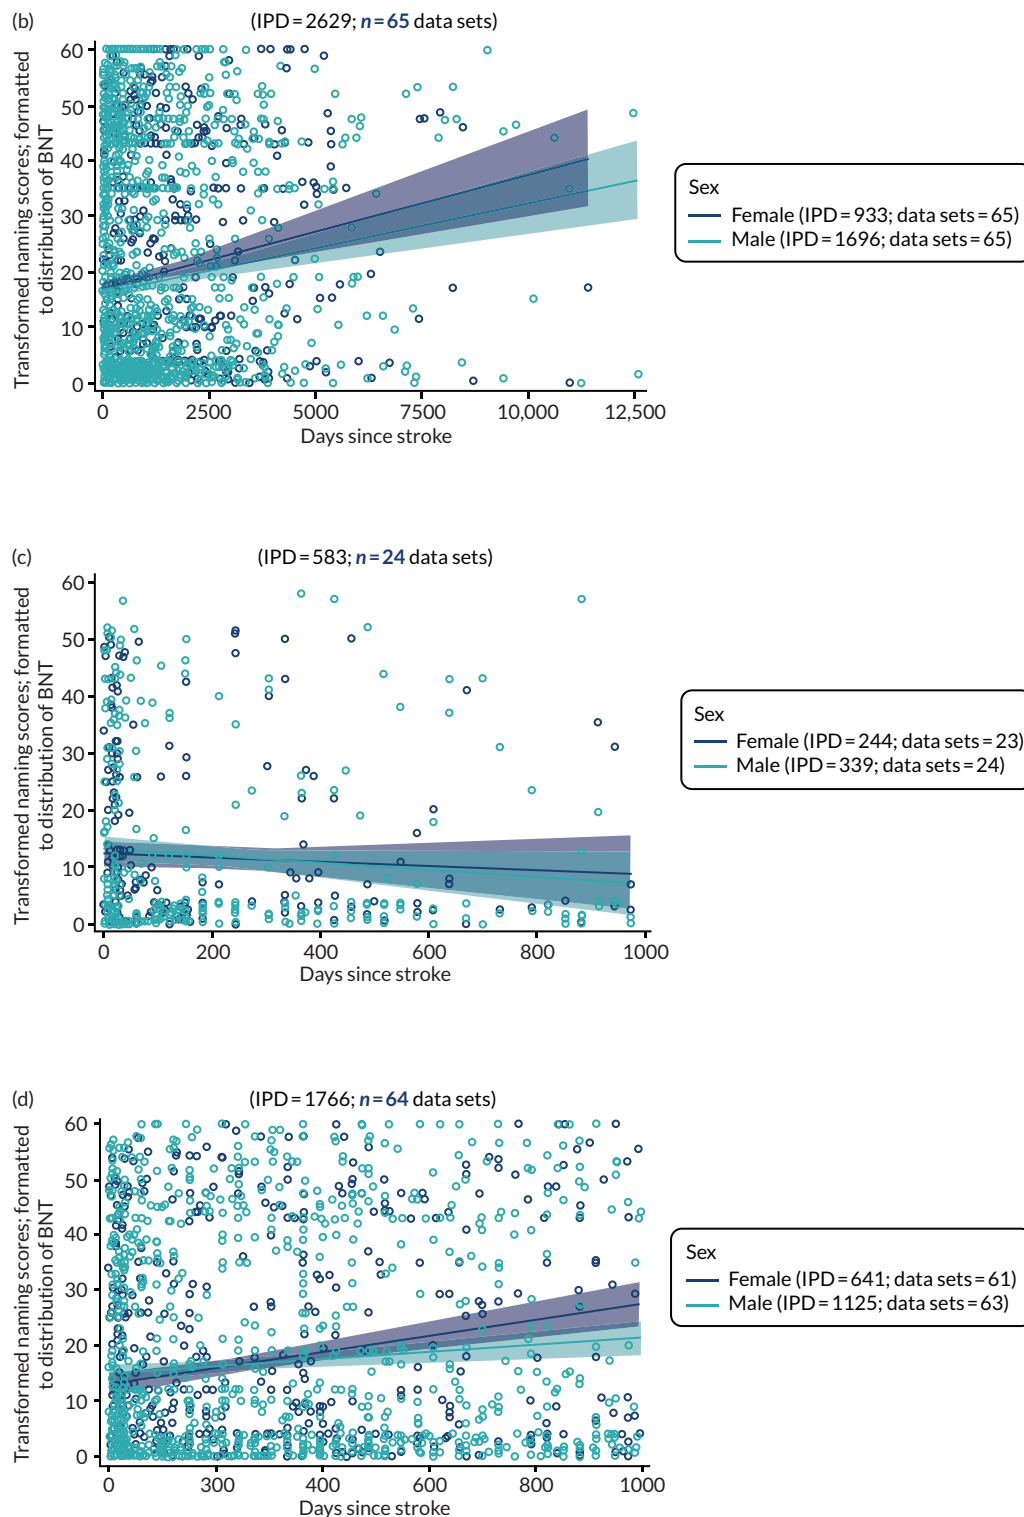 (b)
(IPD = 2629; n = 65 data sets)
Transformed naming scores; formatted
to distribution of BNT
60
50
40
30
20
10
0
0
2500
5000
7500
10,000
12,500
Days since stroke
Sex
Female (IPD = 933; data sets = 65)
Male (IPD = 1696; data sets = 65)
(c)
(IPD = 583; n = 24 data sets)
Transformed naming scores; formatted
to distribution of BNT
60
50
40
30
20
10
0
0
200
400
600
800
1000
Days since stroke
Sex
Female (IPD = 244; data sets = 23)
Male (IPD = 339; data sets = 24)
(d)
(IPD = 1766; n = 64 data sets)
Transformed naming scores; formatted
to distribution of BNT
60
50
40
30
20
10
0
0
300
400
600
800
1000
Days since stroke
Sex
Female (IPD = 641; data sets = 61)
Male (IPD = 1125; data sets = 63)